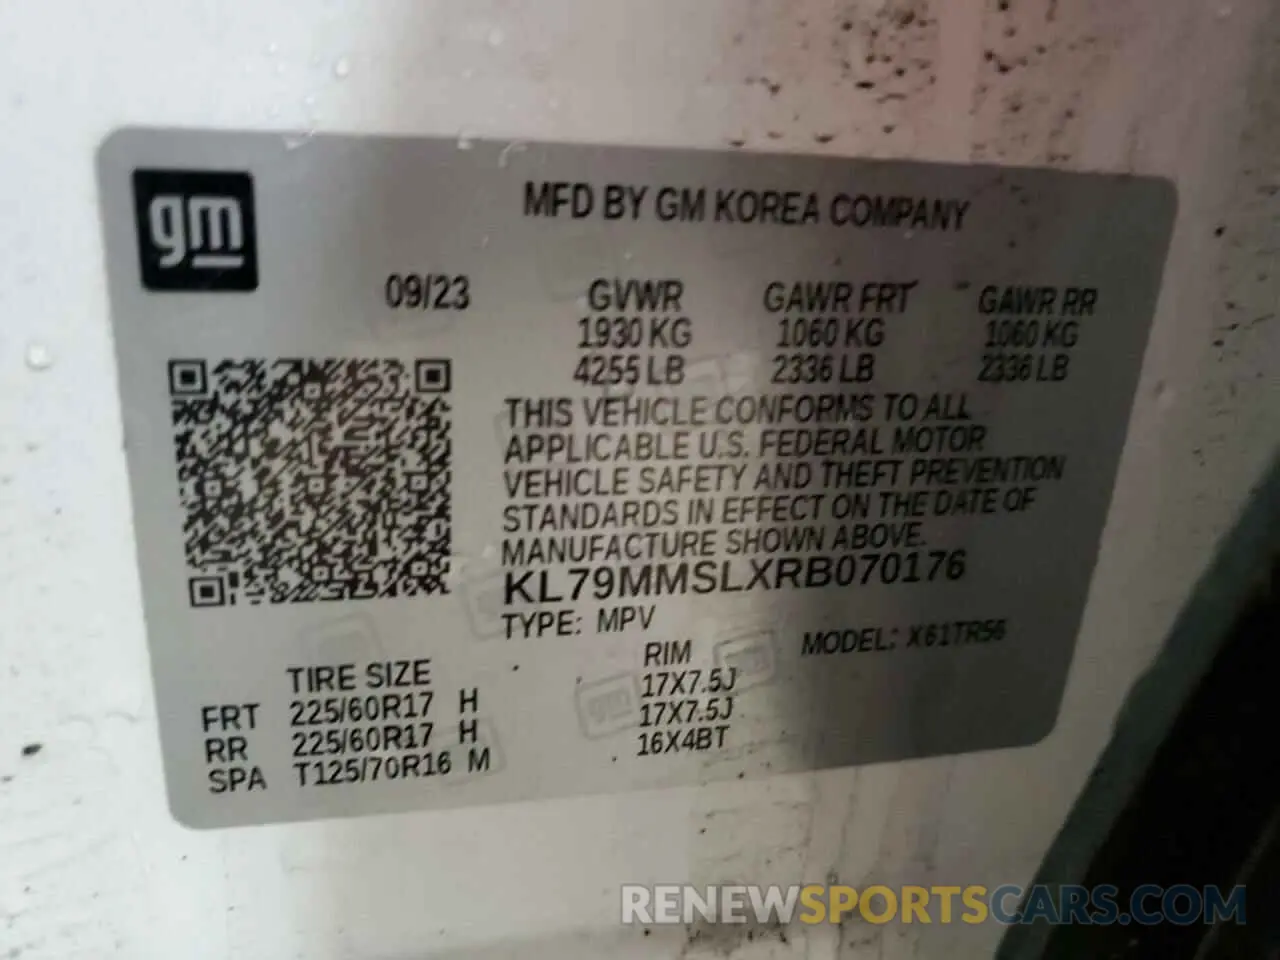 gm
MFD BY GM KOREA COMPANY
09/23
GVWR GAWR FRT GAWR RR
1930 KG 1060 KG 1060 KG
4255 LB 2336 LB 2336 LB
THIS VEHICLE CONFORMS TO ALL
APPLICABLE U.S. FEDERAL MOTOR
VEHICLE SAFETY AND THEFT PREVENTION
STANDARDS IN EFFECT ON THE DATE OF
MANUFACTURE SHOWN ABOVE.
KL79MMSLXRB070176
TYPE: MPV MODEL: X61TR56
TIRE SIZE RIM
FRT 225/60R17 H 17X7.5J
RR 225/60R17 H 17X7.5J
SPA T125/70R16 M 16X4BT
RENEWSPORTSCARS.COM